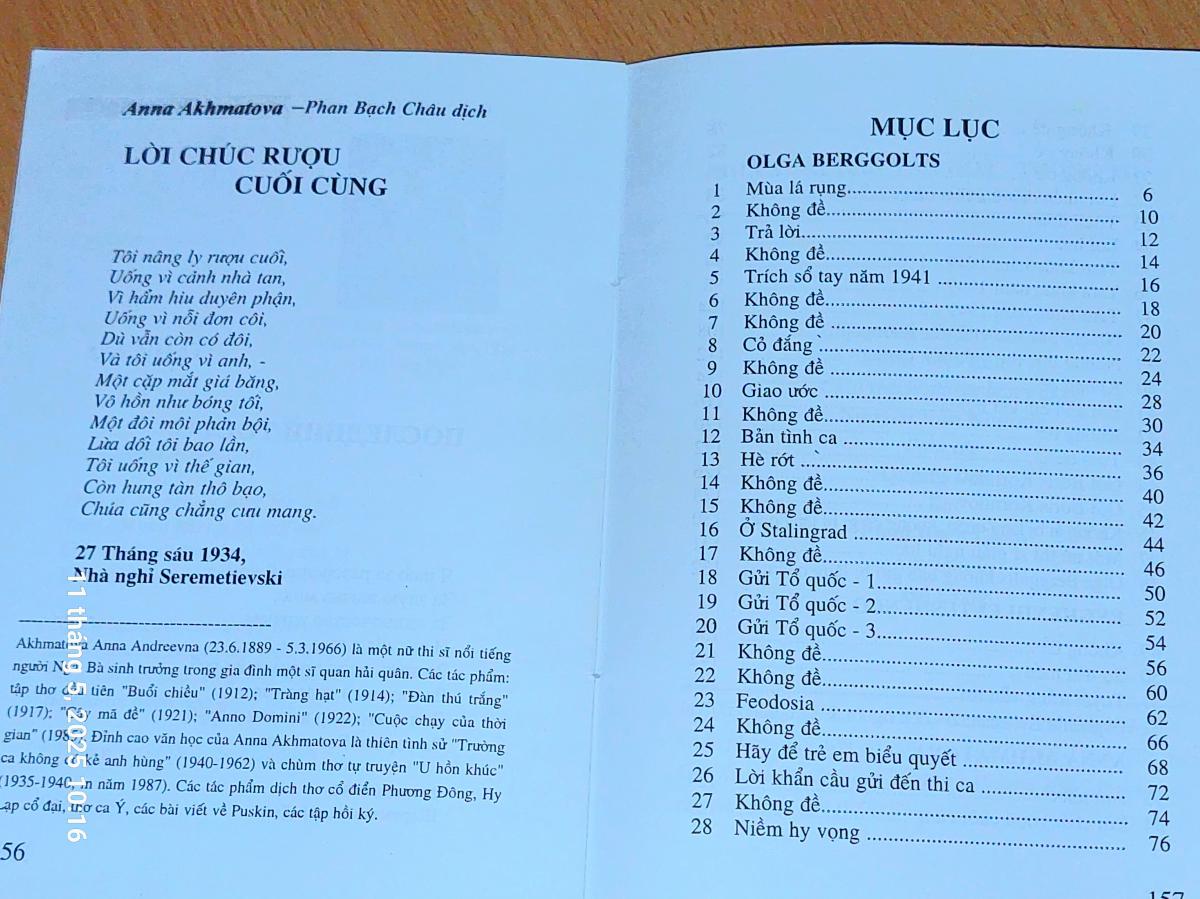 Anna Akhmatova –Phan Bạch Châu dịch
LỜI CHÚC RƯỢU
CUỐI CÙNG
Tôi nâng ly rượu cuối,
Uống vì cảnh nhà tan,
Vì hẩm hiu duyên phận,
Uống vì nỗi đơn côi,
Dù vẫn còn có đôi,
Và tôi uống vì anh, -
Một cặp mắt giá băng,
Vô hồn như bóng tối,
Một đôi môi phản bội,
Lừa dối tôi bao lần,
Tôi uống vì thế gian,
Còn hung tàn thô bạo,
Chúa cũng chẳng cưu mang.
27 Tháng sáu 1934,
Nhà nghỉ Seremetievski
Akhmatova Anna Andreevna (23.6.1889 - 5.3.1966) là một nữ thi sĩ nổi tiếng
người Nga. Bà sinh trưởng trong gia đình một sĩ quan hải quân. Các tác phẩm:
tập thơ đầu tiên "Buổi chiều" (1912); "Tràng hạt" (1914); "Đàn thú trắng"
(1917); mã đề" (1921); "Anno Domini" (1922); "Cuộc chạy của thời
gian" Đỉnh cao văn học của Anna Akhmatova là thiên tình sử "Trường
ca không kẻ anh hùng" (1940-1962) và chùm thơ tự truyện "U hồn khúc"
(1935-1940, in năm 1987). Các tác phẩm dịch thơ cổ điển Phương Đông, Hy
Lạp cổ đại, thơ ca Ý, các bài viết về Puskin, các tập hồi ký.
56
11 tháng 5, 2025 10:16
MỤC LỤC
OLGA BERGGOLTS
1 Mùa lá rụng 6
2 Không đề 10
3 Trả lời 12
4 Không đề 14
5 Trích sổ tay năm 1941 16
6 Không đề 18
7 Không đề 20
8 Cỏ đắng 22
9 Không đề 24
10 Giao ước 28
11 Không đề 30
12 Bản tình ca 34
13 Hè rớt 36
14 Không đề 40
15 Không đề 42
16 Ở Stalingrad 44
17 Không đề 46
18 Gửi Tổ quốc - 1 50
19 Gửi Tổ quốc - 2 52
20 Gửi Tổ quốc - 3 54
21 Không đề 56
22 Không đề 60
23 Feodosia 62
24 Không đề 66
25 Hãy để trẻ em biểu quyết 68
26 Lời khẩn cầu gửi đến thi ca 72
27 Không đề 74
28 Niềm hy vọng 76
157